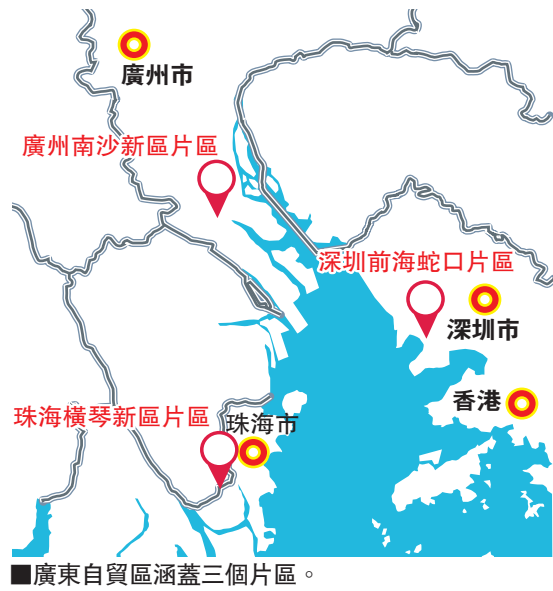 廣州市
廣州南沙新區片區
深圳前海蛇口片區
深圳市
香港
珠海橫琴新區片區
珠海市
■廣東自貿區涵蓋三個片區。